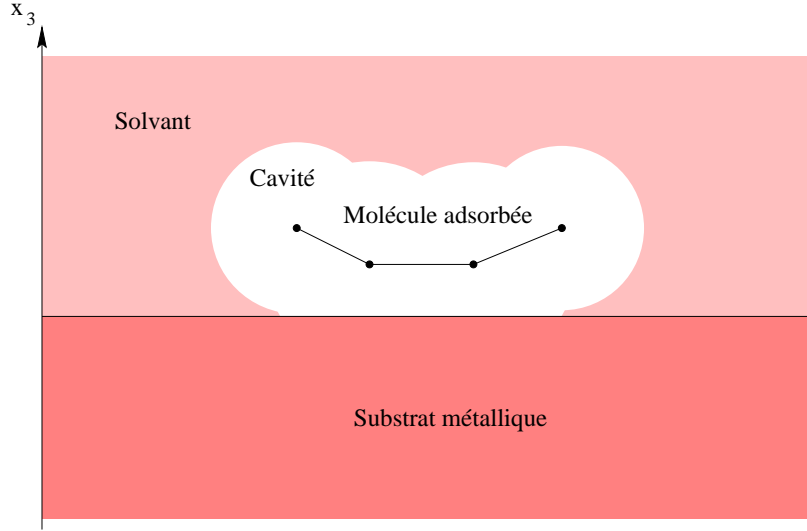 x₃
Solvant
Cavité
Molécule adsorbée
Substrat métallique